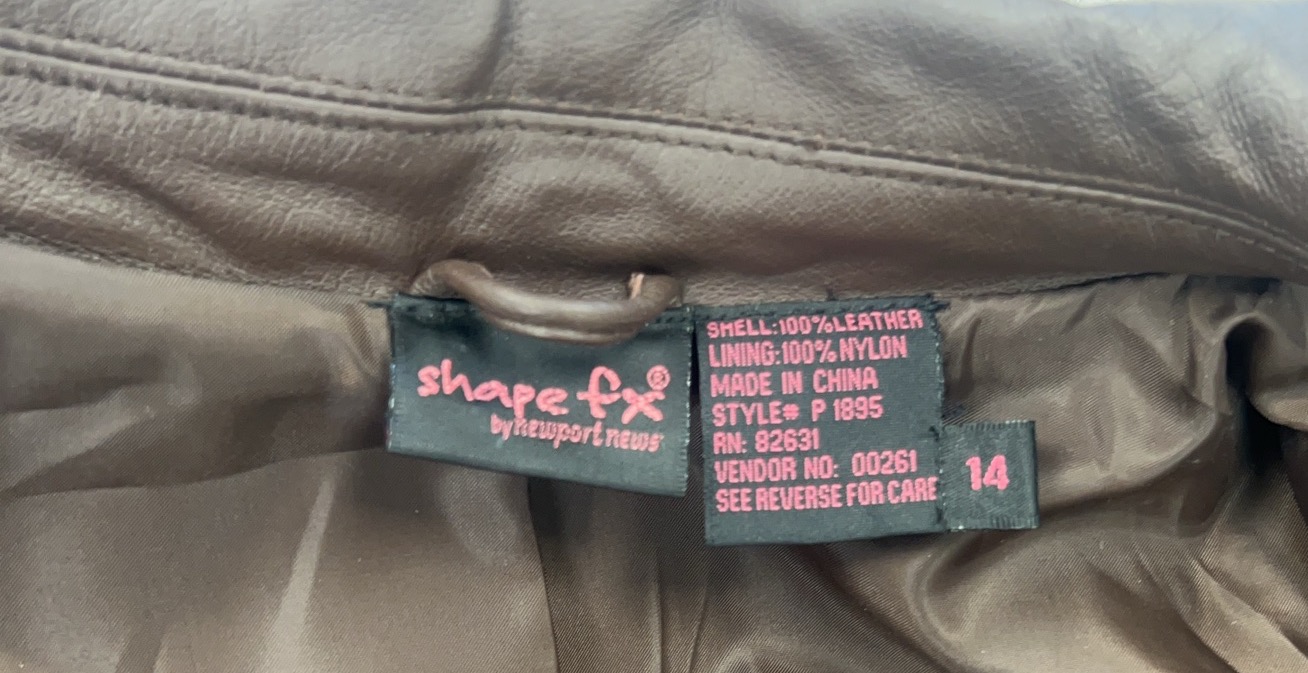 shape fx®
by newport news
SHELL:100%LEATHER
LINING:100% NYLON
MADE IN CHINA
STYLE# P 1895
RN: 82631
VENDOR NO: 00261
SEE REVERSE FOR CARE
14